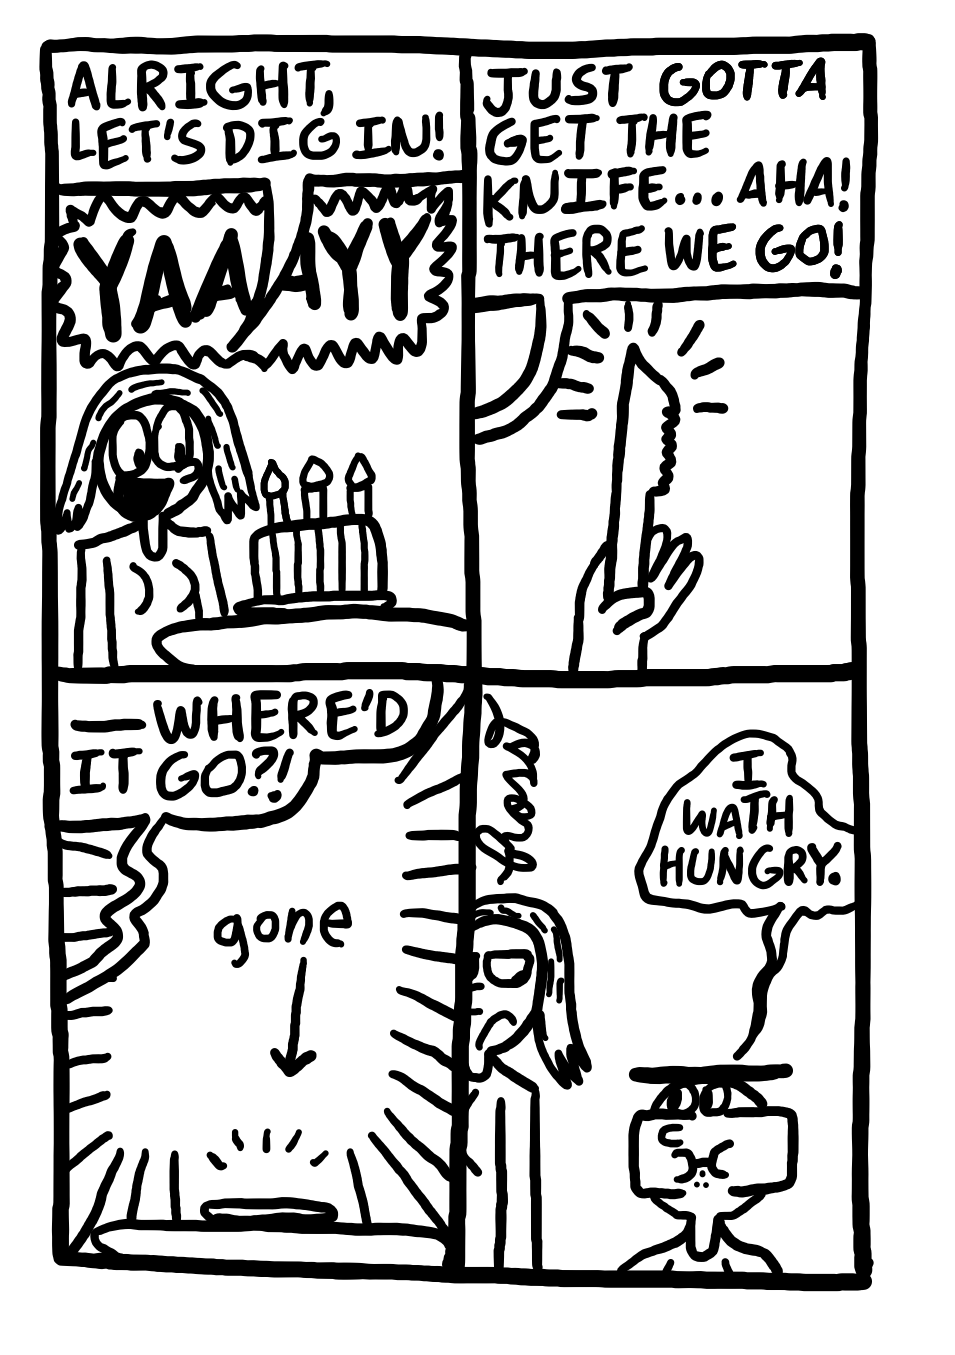 ALRIGHT,
LET'S DIG IN!
YAAAYY
JUST GOTTA
GET THE
KNIFE... AHA!
THERE WE GO!
—WHERE'D
IT GO?!
gone
I
WATH
HUNGRY.